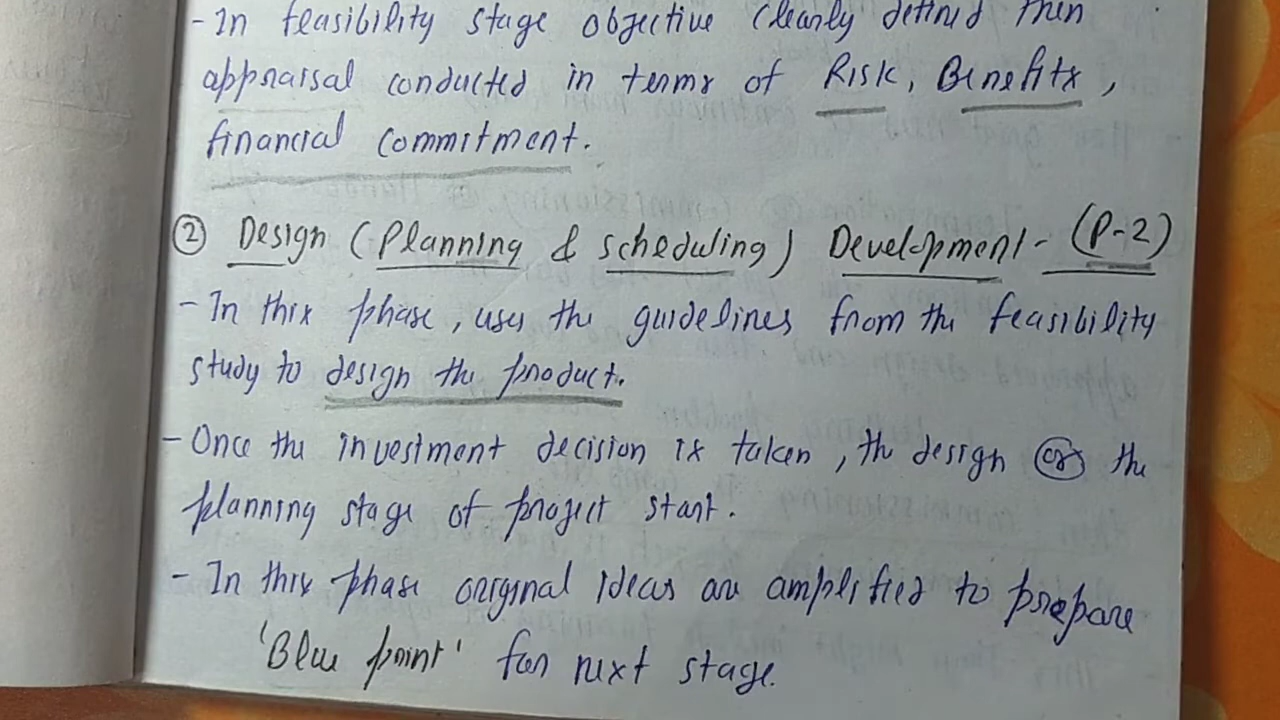 - In feasibility stage objective clearly defined then
appraisal conducted in terms of Risk, Benefits,
financial commitment.
② Design (Planning & scheduling) Development - (P-2)
- In this phase, uses the guidelines from the feasibility
study to design the product.
- Once the investment decision is taken, the design or the
planning stage of project start.
- In this phase original ideas are amplified to prepare
'Blue point' for next stage.